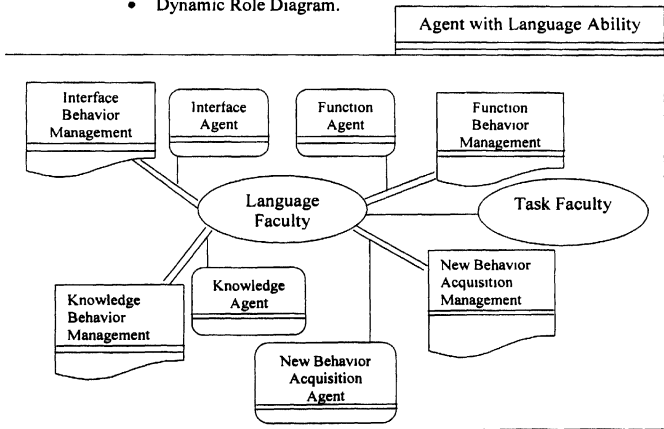 • Dynamic Role Diagram.
Agent with Language Ability
Interface
Behavior
Management
Interface
Agent
Function
Agent
Function
Behavior
Management
Language
Faculty
Task Faculty
Knowledge
Behavior
Management
Knowledge
Agent
New Behavior
Acquisition
Agent
New Behavior
Acquisition
Management